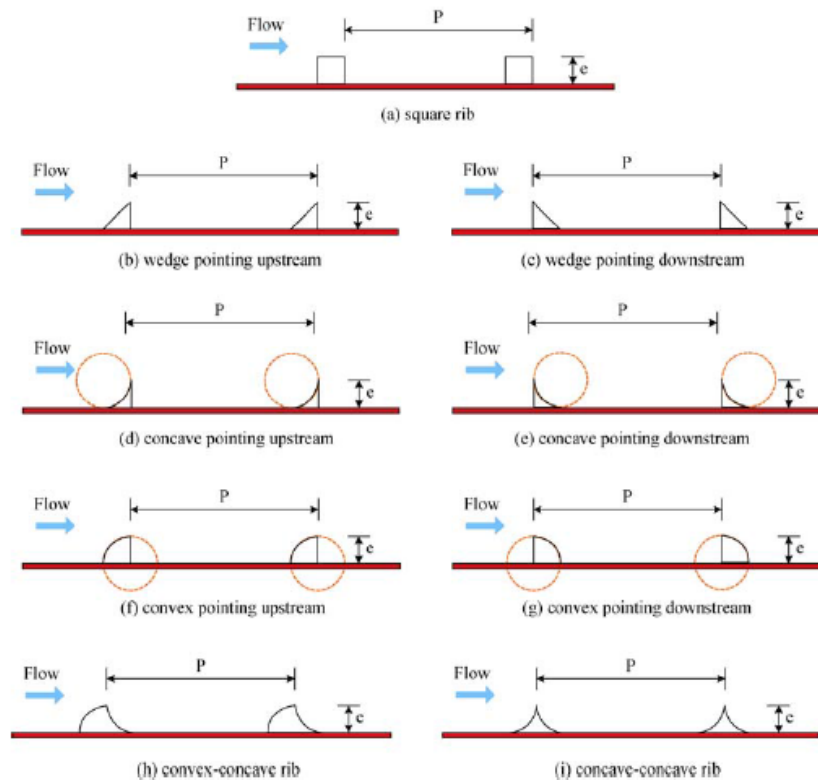 Flow
P
e
(a) square rib
Flow
P
e
(b) wedge pointing upstream
Flow
P
e
(c) wedge pointing downstream
Flow
P
e
(d) concave pointing upstream
Flow
P
e
(e) concave pointing downstream
Flow
P
e
(f) convex pointing upstream
Flow
P
e
(g) convex pointing downstream
Flow
P
e
(h) convex-concave rib
Flow
P
e
(i) concave-concave rib